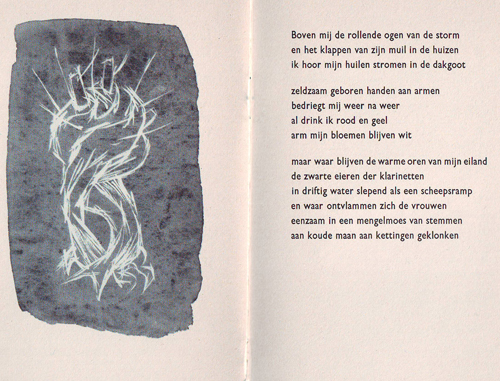 Boven mij de rollende ogen van de storm
en het klappen van zijn muil in de huizen
ik hoor mijn huilen stromen in de dakgoot
zeldzaam geboren handen aan armen
bedriegt mij weer na weer
al drink ik rood en geel
arm mijn bloemen blijven wit
maar waar blijven de warme oren van mijn eiland
de zwarte eieren der klarinetten
in driftig water slepend als een scheepsramp
en waar ontvlammen zich de vrouwen
eenzaam in een mengelmoes van stemmen
aan koude maan aan kettingen geklonken